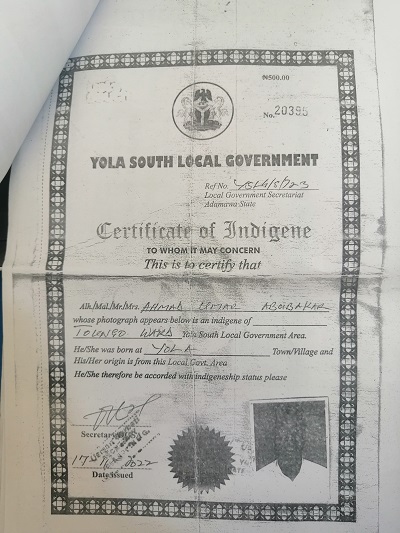 ₦500.00
No. 20395
YOLA SOUTH LOCAL GOVERNMENT
Ref No
Local Government Secretariat
Adamawa State
Certificate of Indigene
TO WHOM IT MAY CONCERN
This is to certify that
Alh./Mal./Mr./Mrs. AHMAD UMAR ABUBAKAR
whose photograph appears below is an indigene of
TOUNGO WARD Yola South Local Government Area.
He/She was born at YOLA Town/Village and
His/Her origin is from this Local Govt. Area
He/She therefore be accorded with indigeneship status please
Secretary
2022
Date issued